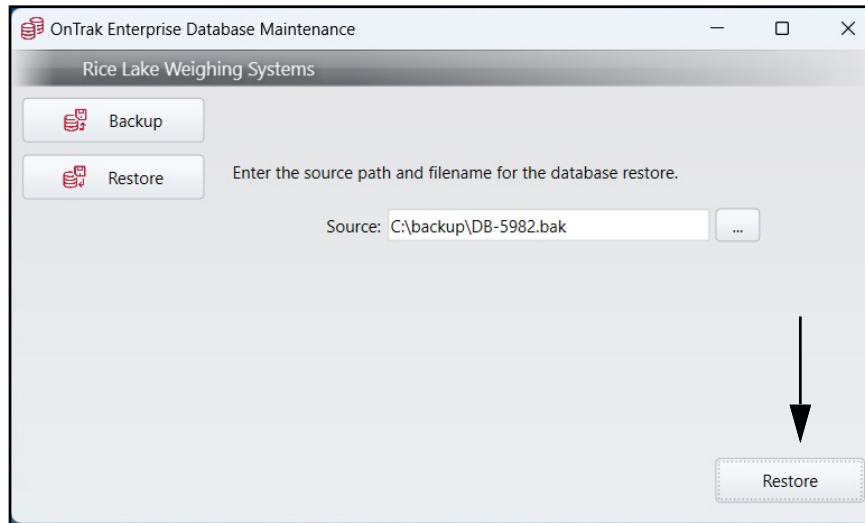 OnTrak Enterprise Database Maintenance
Rice Lake Weighing Systems
Backup
Restore
Enter the source path and filename for the database restore.
Source: C:\backup\DB-5982.bak ...
Restore